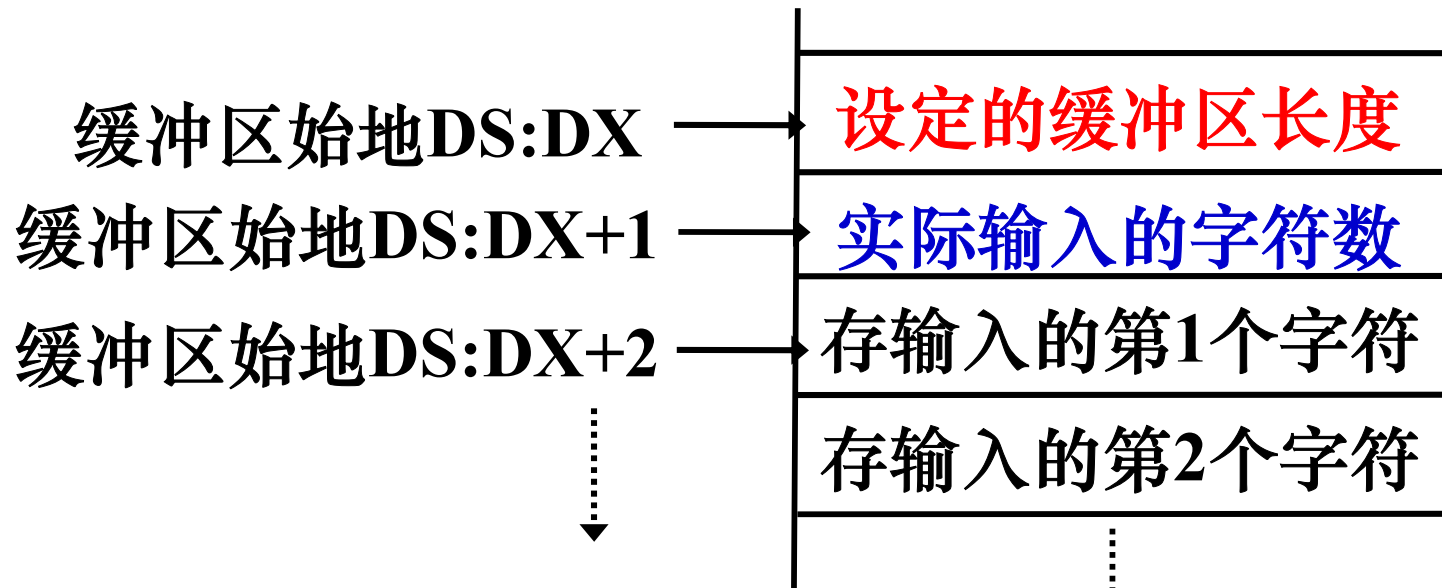 缓冲区始地DS:DX
设定的缓冲区长度
缓冲区始地DS:DX+1
实际输入的字符数
缓冲区始地DS:DX+2
存输入的第1个字符
存输入的第2个字符